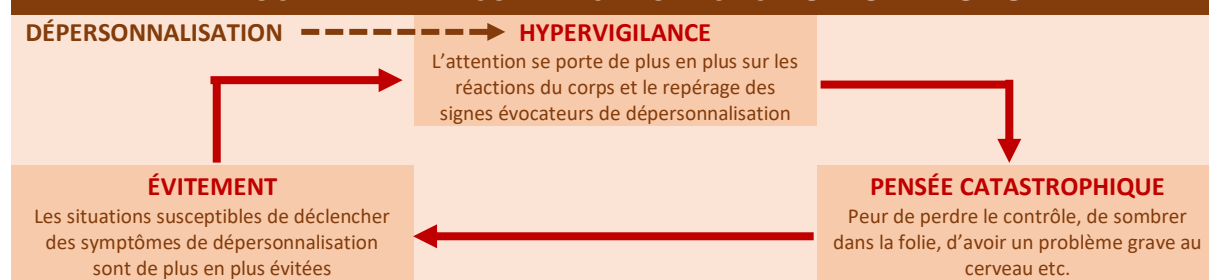 DÉPERSONNALISATION
HYPERVIGILANCE
L'attention se porte de plus en plus sur les
réactions du corps et le repérage des
signes évocateurs de dépersonnalisation
ÉVITEMENT
Les situations susceptibles de déclencher
des symptômes de dépersonnalisation
sont de plus en plus évitées
PENSÉE CATASTROPHIQUE
Peur de perdre le contrôle, de sombrer
dans la folie, d'avoir un problème grave au
cerveau etc.